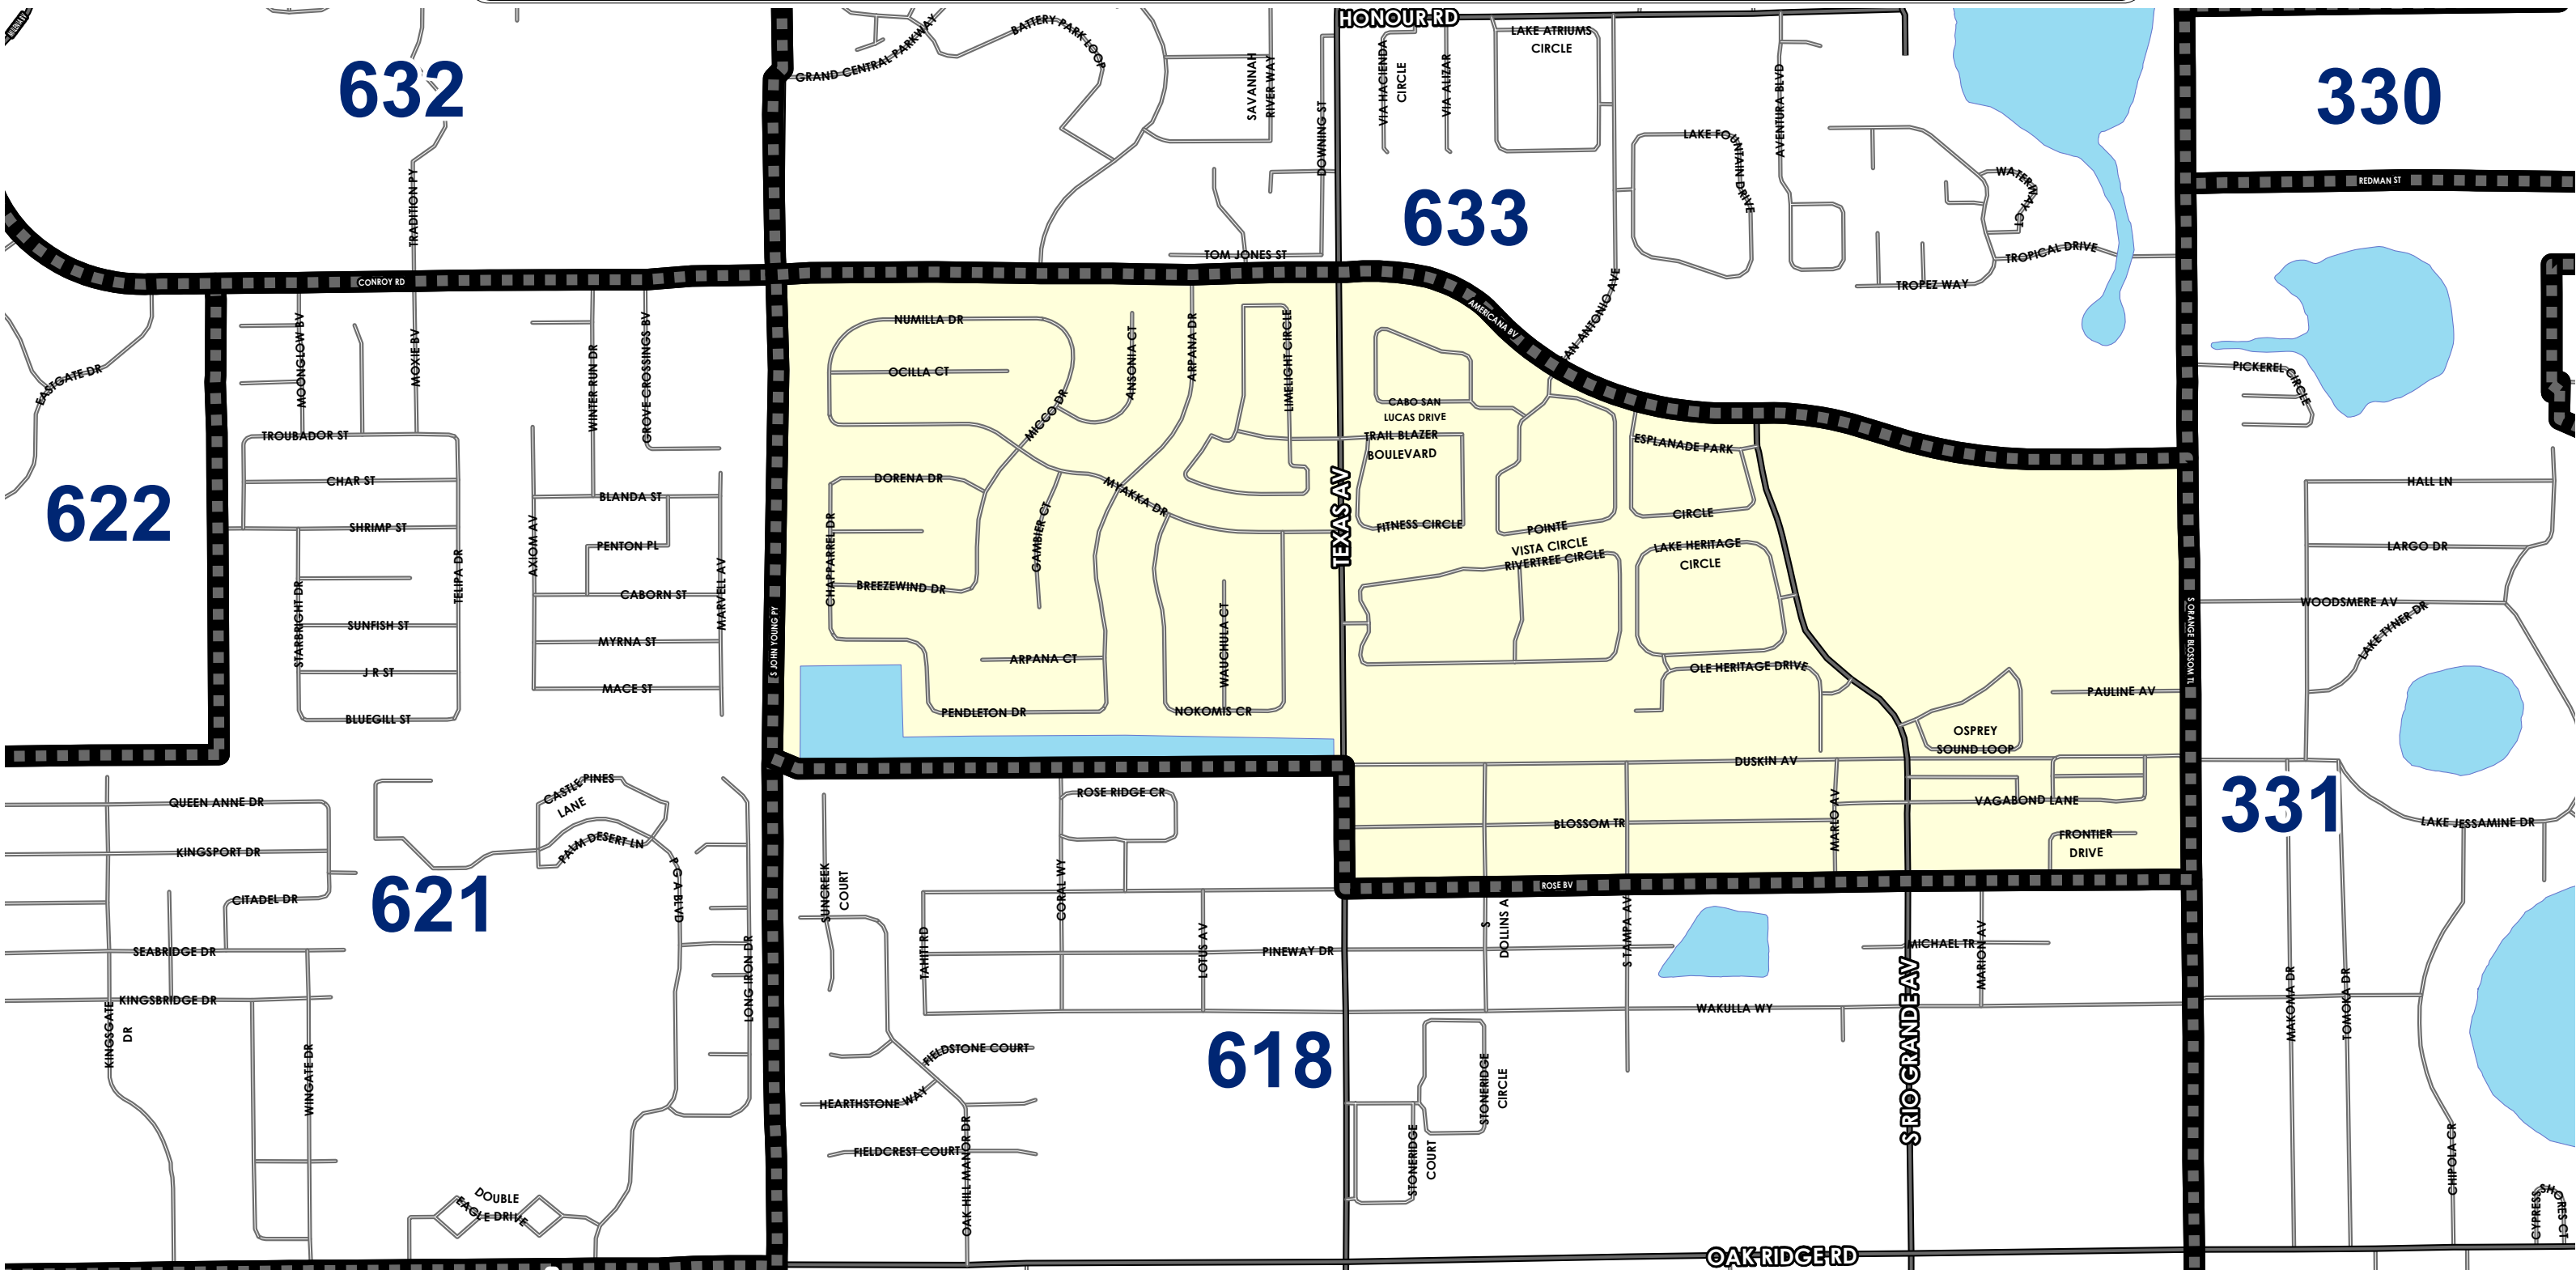 HONOUR RD
632
GRAND CENTRAL PARKWAY
BATTERY PARK LOOP
SAVANNAH
RIVER WAY
DOWNING ST
VIA HACIENDA
CIRCLE
VIA ALIZAR
LAKE ATRIUMS
CIRCLE
AVENTURA BLVD
330
LAKE FOUNTAIN DRIVE
WATERWAY CT
REDMAN ST
TRADITION PY
633
TOM JONES ST
TROPICAL DRIVE
TROPEZ WAY
CONROY RD
AMERICANA BV
SAN ANTONIO AVE
EASTGATE DR
MOONGLOW BV
MOXIE BV
WINTER RUN DR
GROVE CROSSINGS BV
NUMILLA DR
OCILLA CT
MICCO DR
ANSONIA CT
ARPANA DR
LIMELIGHT CIRCLE
CABO SAN
LUCAS DRIVE
TRAIL BLAZER
BOULEVARD
ESPLANADE PARK
CIRCLE
PICKEREL CIRCLE
TROUBADOR ST
CHAR ST
SHRIMP ST
622
BLANDA ST
PENTON PL
AXIOM AV
CABORN ST
MARVELL AV
MYRNA ST
MACE ST
STARBRIGHT DR
TELIPA DR
SUNFISH ST
J R ST
BLUEGILL ST
S JOHN YOUNG PY
DORENA DR
CHAPPARREL DR
BREEZEWIND DR
GAMBIER CT
MYAKKA DR
ARPANA CT
PENDLETON DR
WAUCHULA CT
NOKOMIS CR
TEXAS AV
FITNESS CIRCLE
POINTE
VISTA CIRCLE
RIVERTREE CIRCLE
LAKE HERITAGE
CIRCLE
OLE HERITAGE DRIVE
OSPREY
SOUND LOOP
PAULINE AV
S ORANGE BLOSSOM TL
HALL LN
LARGO DR
WOODSMERE AV
LAKE TYNER DR
DUSKIN AV
BLOSSOM TR
MARLO AV
VAGABOND LANE
FRONTIER
DRIVE
ROSE BV
331
LAKE JESSAMINE DR
QUEEN ANNE DR
KINGSPORT DR
CITADEL DR
SEABRIDGE DR
KINGSBRIDGE DR
KINGSGATE
DR
WINGATE DR
621
CASTLE PINES
LANE
PALM DESERT LN
P G A BLVD
LONG IRON DR
DOUBLE
EAGLE DRIVE
SUNCREEK
COURT
ROSE RIDGE CR
CORAL WY
TAHITI RD
LOTUS AV
PINEWAY DR
618
FIELDSTONE COURT
HEARTHSTONE WAY
FIELDCREST COURT
OAK HILL MANOR DR
S
DOLLINS A
S TAMPA AV
MICHAEL TR
MARION AV
WAKULLA WY
STONERIDGE
CIRCLE
STONERIDGE
COURT
S RIO GRANDE AV
OAK RIDGE RD
MAKOMA DR
TOMOKA DR
CHIPOLA CR
CYPRESS SHORES CT